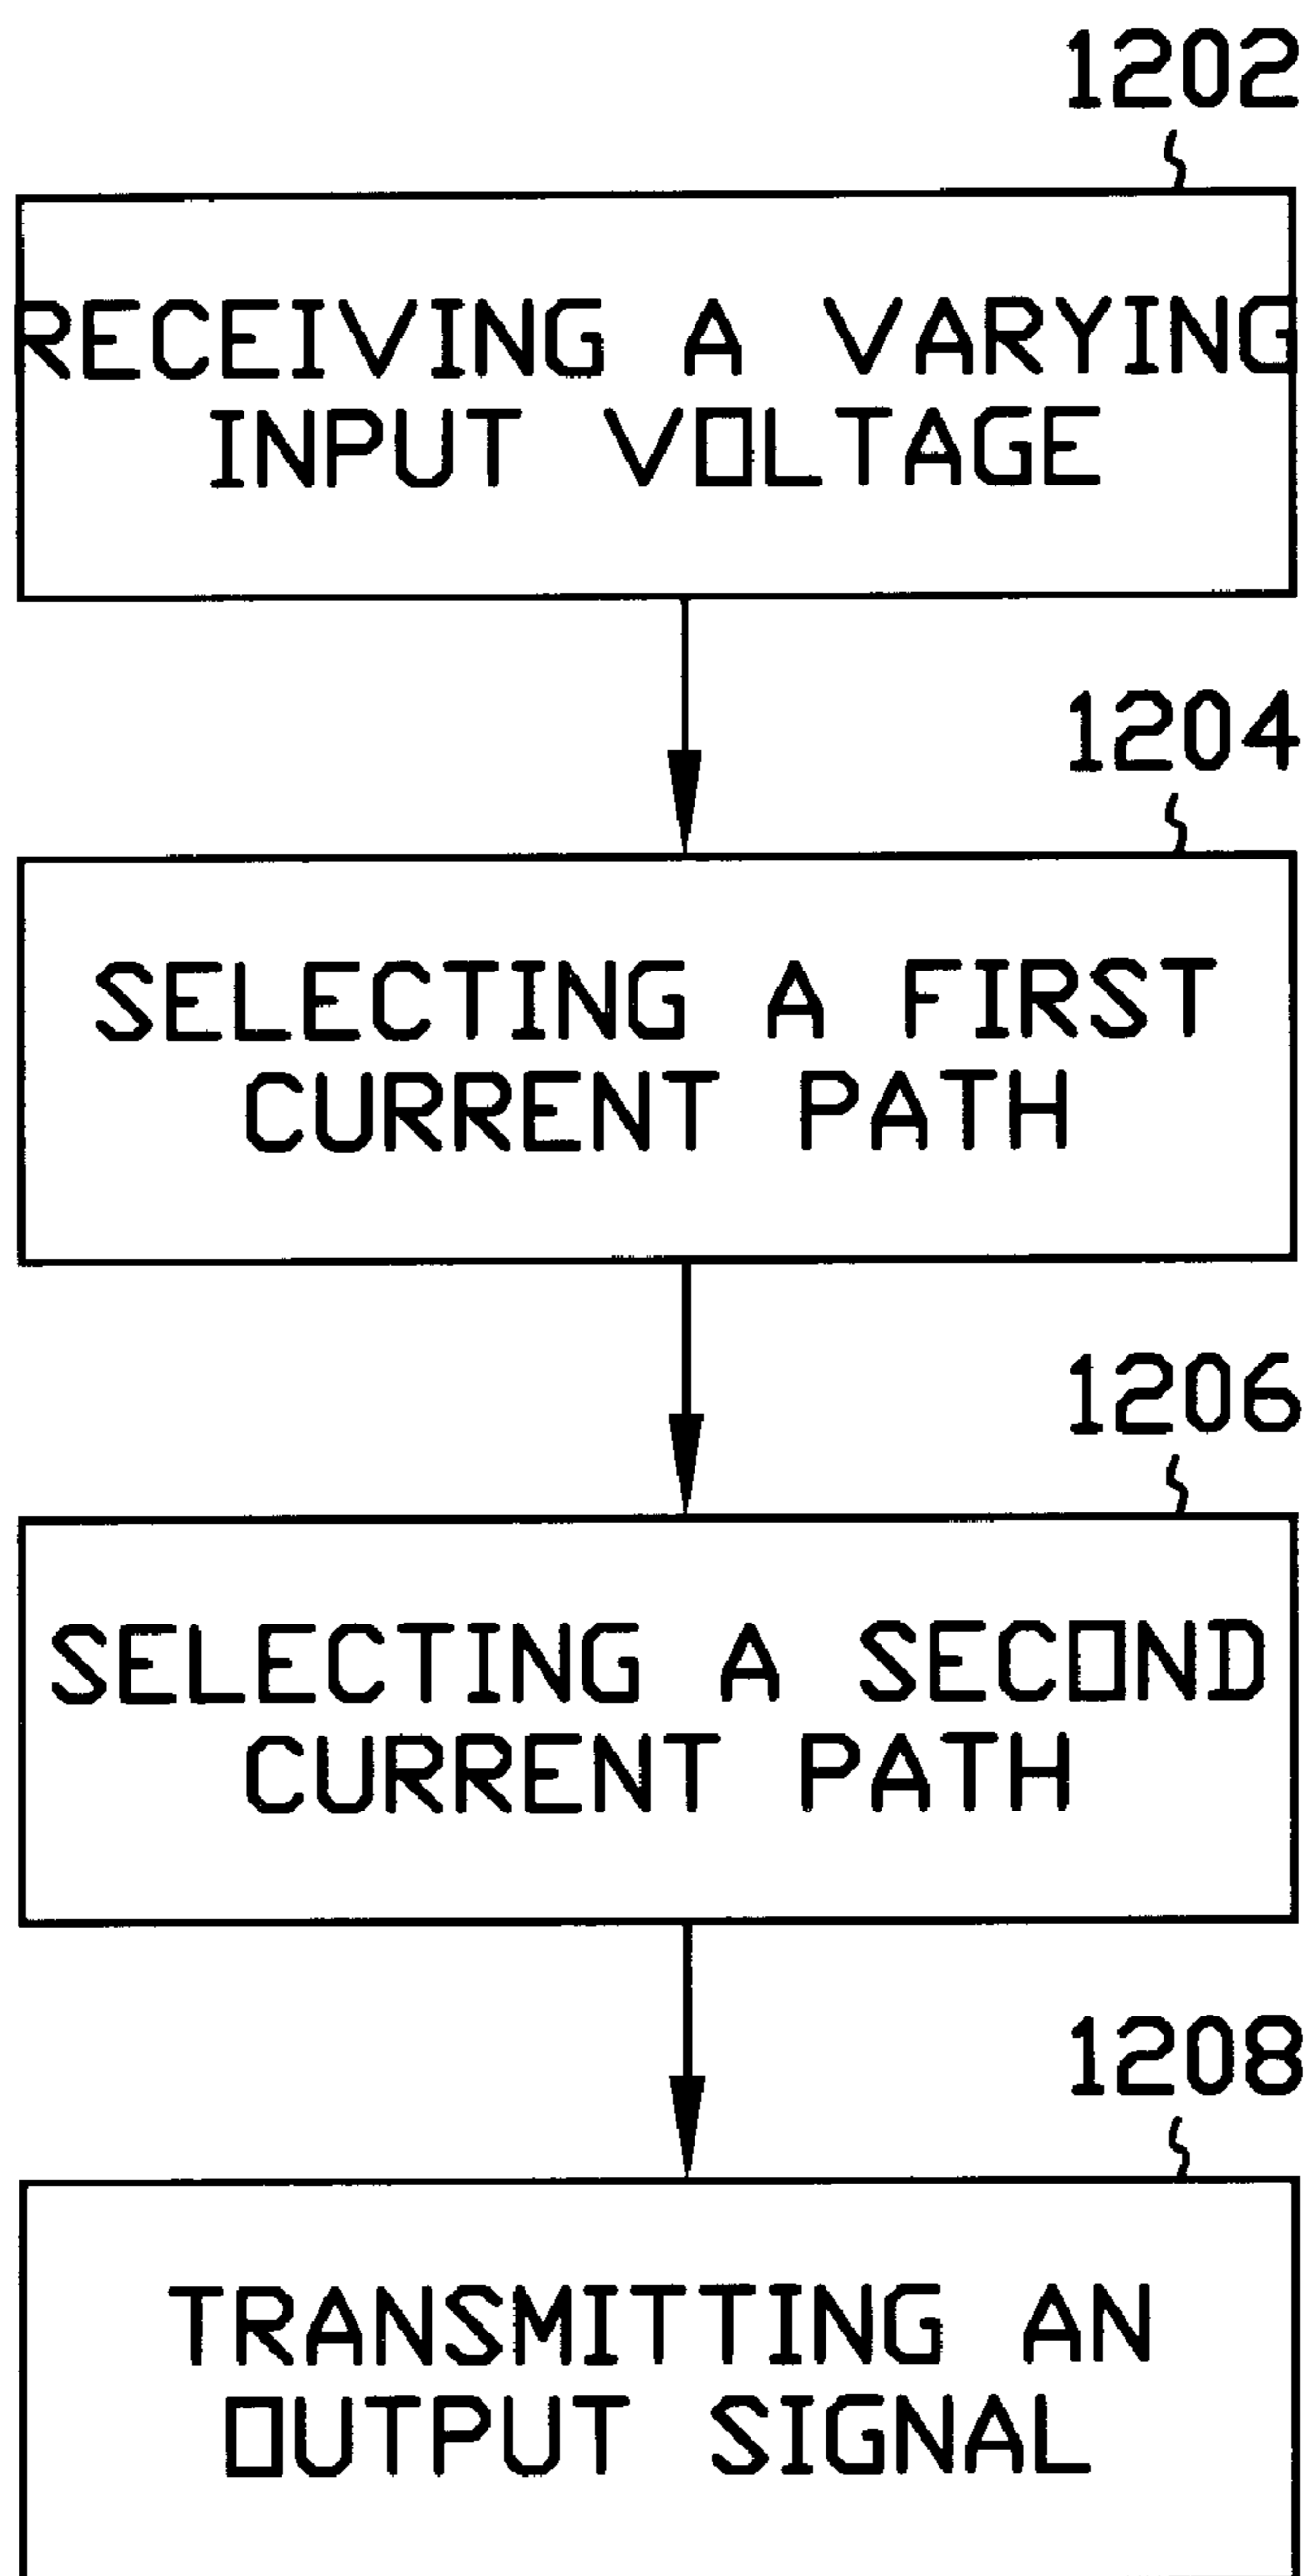 1202
RECEIVING A VARYING
INPUT VOLTAGE
1204
SELECTING A FIRST
CURRENT PATH
1206
SELECTING A SECOND
CURRENT PATH
1208
TRANSMITTING AN
OUTPUT SIGNAL